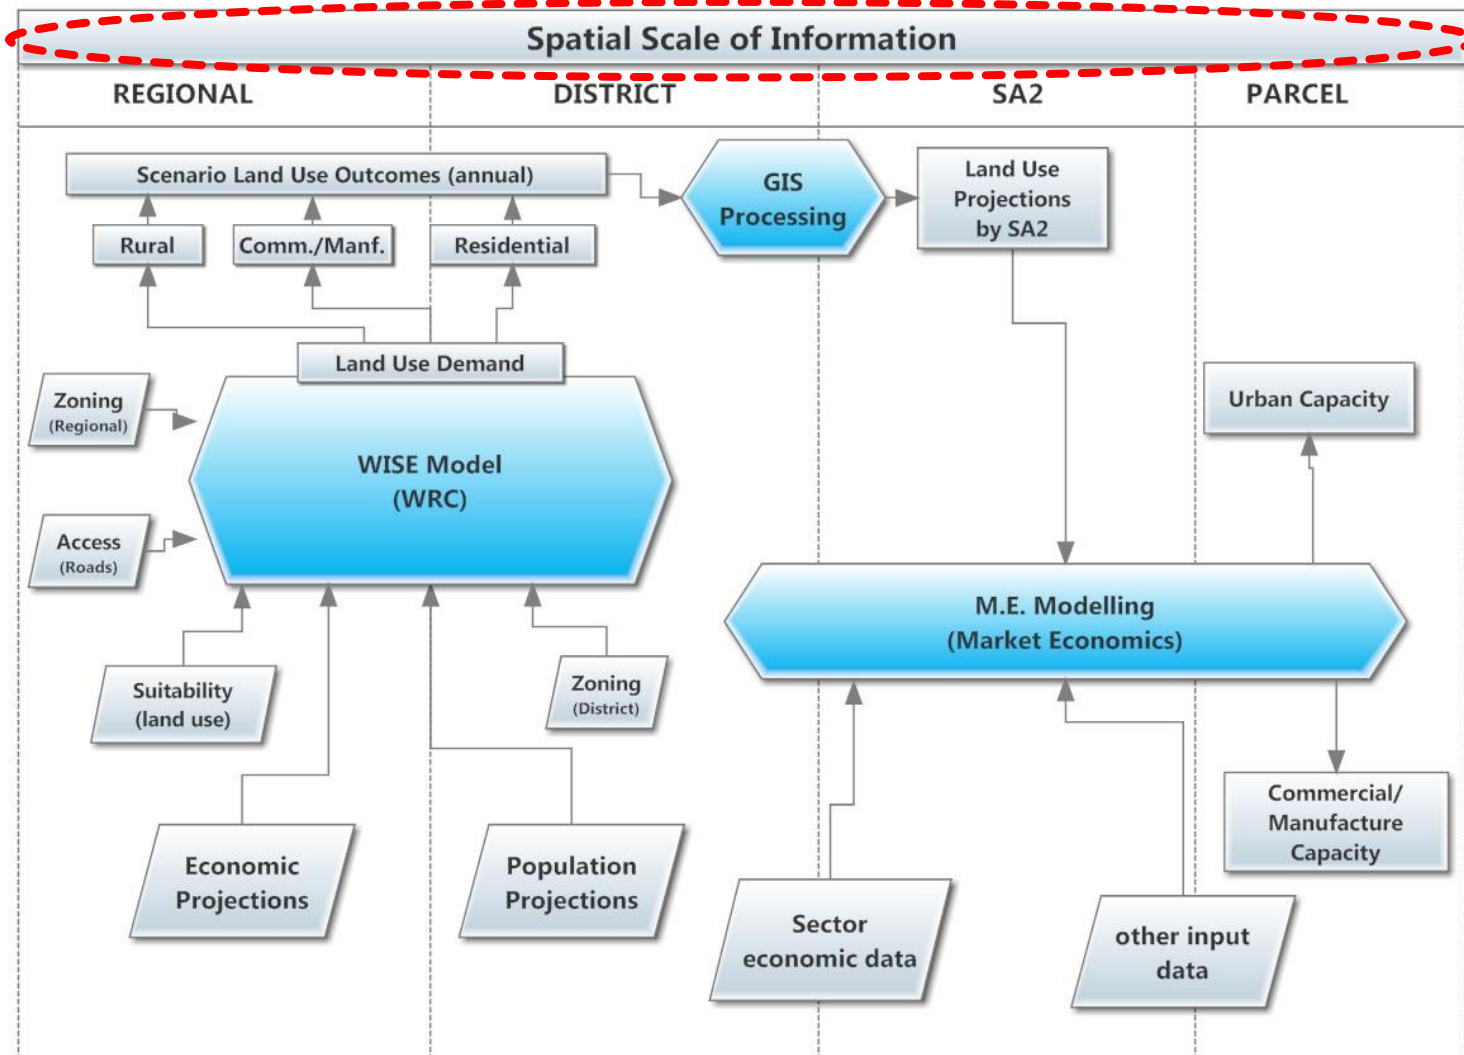 Spatial Scale of Information
REGIONAL
DISTRICT
SA2
PARCEL
Scenario Land Use Outcomes (annual)
GIS
Processing
Land Use
Projections
by SA2
Rural
Comm./Manf.
Residential
Land Use Demand
Zoning
(Regional)
Urban Capacity
WISE Model
(WRC)
Access
(Roads)
M.E. Modelling
(Market Economics)
Suitability
(land use)
Zoning
(District)
Commercial/
Manufacture
Capacity
Economic
Projections
Population
Projections
Sector
economic data
other input
data